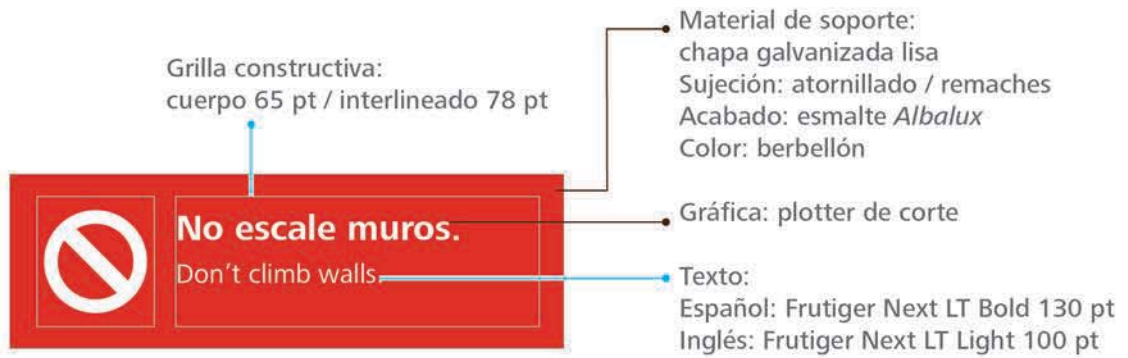 Grilla constructiva:
cuerpo 65 pt / interlineado 78 pt
No escale muros.
Don't climb walls.
Material de soporte:
chapa galvanizada lisa
Sujeción: atornillado / remaches
Acabado: esmalte Albalux
Color: berbellón
Gráfica: plotter de corte
Texto:
Español: Frutiger Next LT Bold 130 pt
Inglés: Frutiger Next LT Light 100 pt